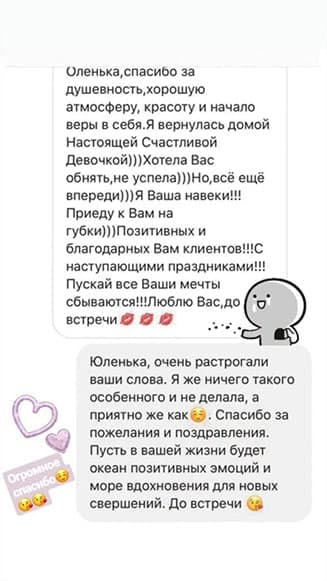 Оленька,спасибо за
душевность,хорошую
атмосферу, красоту и начало
веры в себя.Я вернулась домой
Настоящей Счастливой
Девочкой)))Хотела Вас
обнять,не успела)))Но,всё ещё
впереди)))Я Ваша навеки!!!
Приеду к Вам на
губки)))Позитивных и
благодарных Вам клиентов!!!С
наступающими праздниками!!!
Пускай все Ваши мечты
сбываются!!!Люблю Вас,до
встречи💋💋💋
Юленька, очень растрогали
ваши слова. Я же ничего такого
особенного и не делала, а
приятно же как☺️. Спасибо за
пожелания и поздравления.
Пусть в вашей жизни будет
океан позитивных эмоций и
море вдохновения для новых
свершений. До встречи 😘
Огромное
спасибо☺️
😘😘